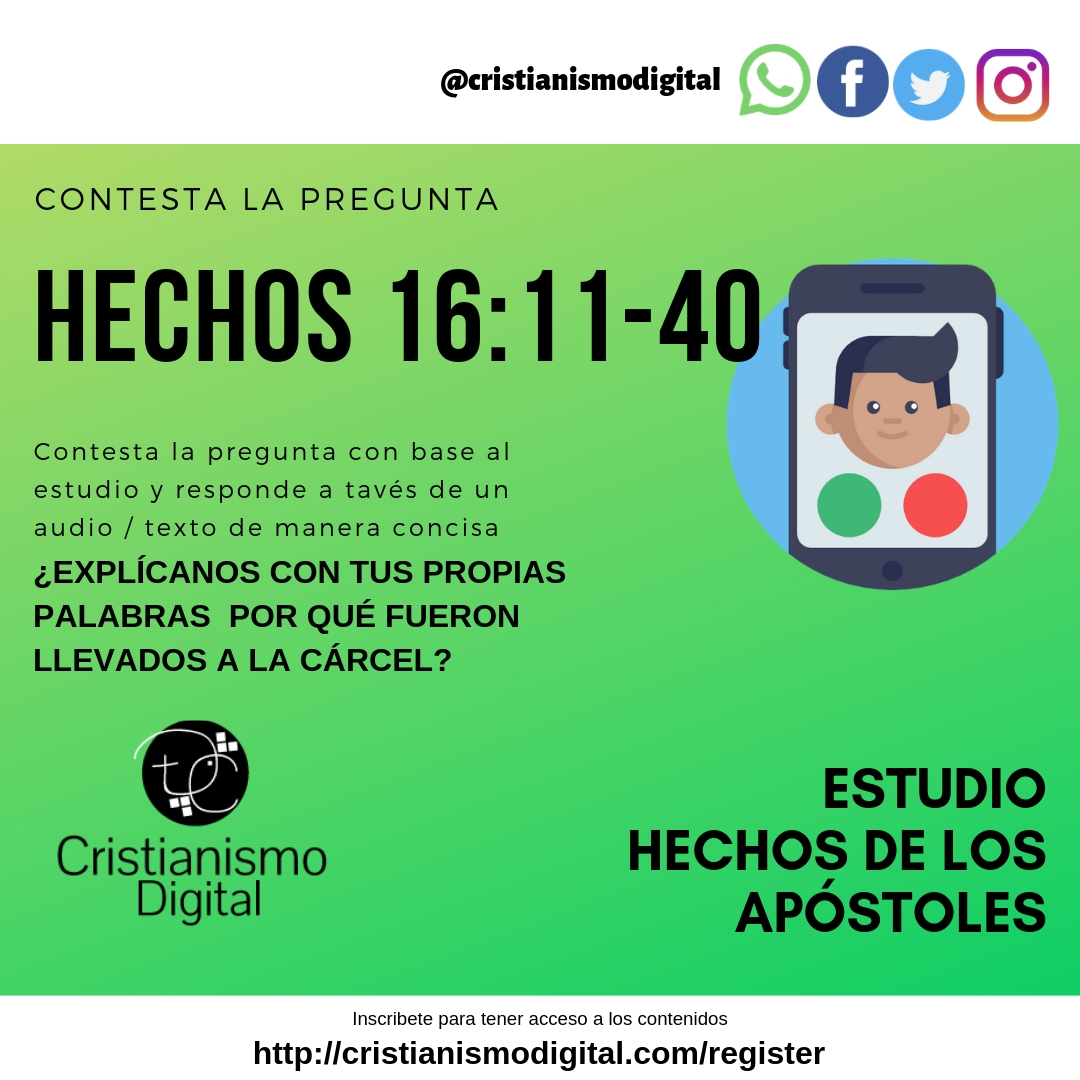 @cristianismodigital
CONTESTA LA PREGUNTA
HECHOS 16:11-40
Contesta la pregunta con base al
estudio y responde a tavés de un
audio / texto de manera concisa
¿EXPLÍCANOS CON TUS PROPIAS
PALABRAS  POR QUÉ FUERON
LLEVADOS A LA CÁRCEL?
Cristianismo
Digital
ESTUDIO
HECHOS DE LOS
APÓSTOLES
Inscribete para tener acceso a los contenidos
http://cristianismodigital.com/register